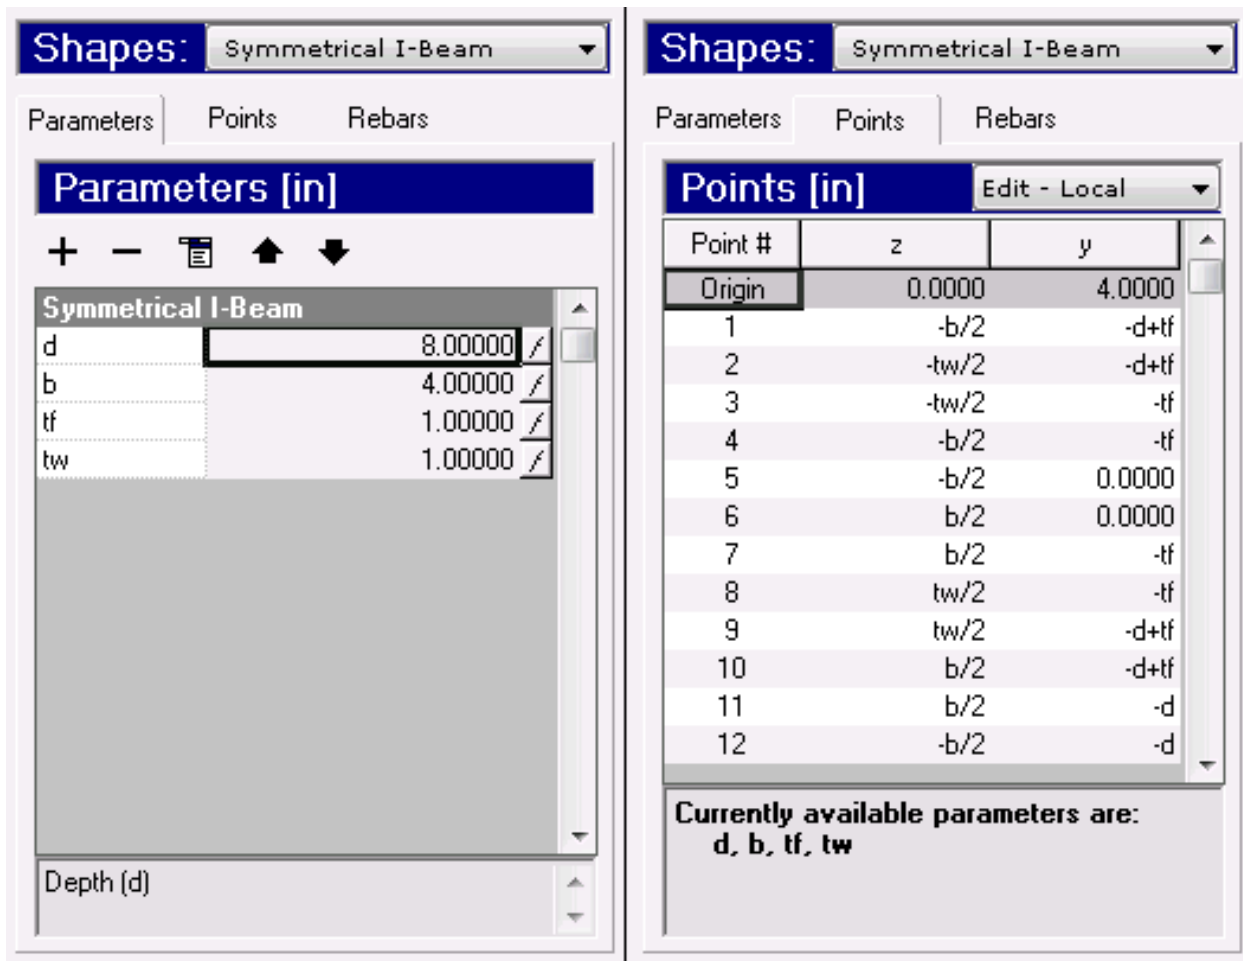 Shapes: Symmetrical I-Beam
Parameters Points Rebars
Parameters [in]
Symmetrical I-Beam
d 8.00000 f
b 4.00000 f
tf 1.00000 f
tw 1.00000 f
Depth (d)
Shapes: Symmetrical I-Beam
Parameters Points Rebars
Points [in] Edit - Local
Point # z y
Origin 0.0000 4.0000
1 -b/2 -d+tf
2 -tw/2 -d+tf
3 -tw/2 -tf
4 -b/2 -tf
5 -b/2 0.0000
6 b/2 0.0000
7 b/2 -tf
8 tw/2 -tf
9 tw/2 -d+tf
10 b/2 -d+tf
11 b/2 -d
12 -b/2 -d
Currently available parameters are:
d, b, tf, tw